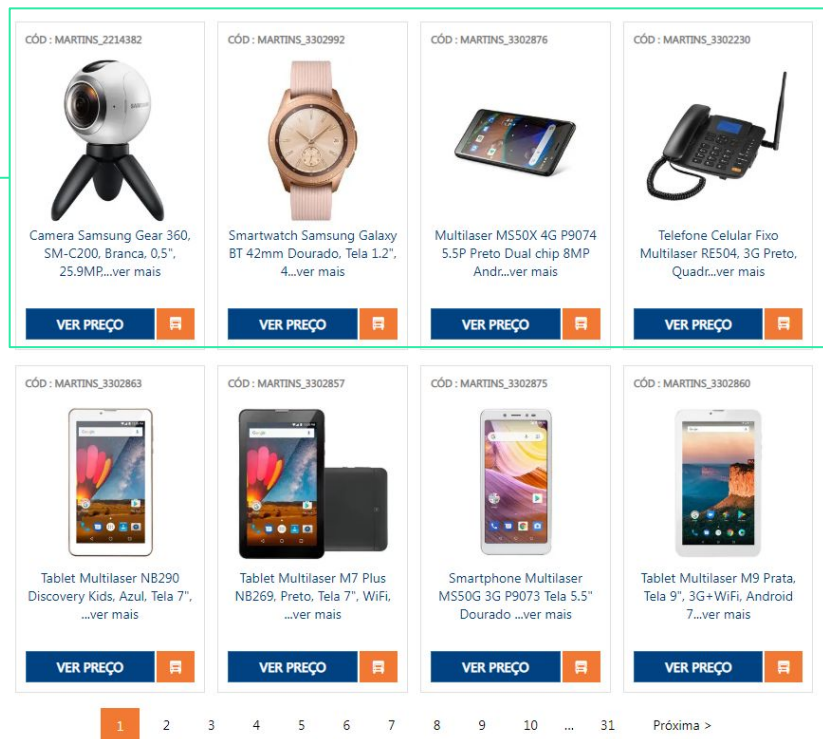 CÓD : MARTINS_2214382
CÓD : MARTINS_3302992
CÓD : MARTINS_3302876
CÓD : MARTINS_3302230
SAMSUNG
Camera Samsung Gear 360,
SM-C200, Branca, 0,5",
25.9MP,...ver mais
Smartwatch Samsung Galaxy
BT 42mm Dourado, Tela 1.2",
4...ver mais
Multilaser MS50X 4G P9074
5.5P Preto Dual chip 8MP
Andr...ver mais
Telefone Celular Fixo
Multilaser RE504, 3G Preto,
Quadr...ver mais
VER PREÇO
VER PREÇO
VER PREÇO
VER PREÇO
CÓD : MARTINS_3302863
CÓD : MARTINS_3302857
CÓD : MARTINS_3302875
CÓD : MARTINS_3302860
Google
Google
Tablet Multilaser NB290
Discovery Kids, Azul, Tela 7",
...ver mais
Tablet Multilaser M7 Plus
NB269, Preto, Tela 7", WiFi,
...ver mais
Smartphone Multilaser
MS50G 3G P9073 Tela 5.5"
Dourado ...ver mais
Tablet Multilaser M9 Prata,
Tela 9", 3G+WiFi, Android
7...ver mais
VER PREÇO
VER PREÇO
VER PREÇO
VER PREÇO
1 2 3 4 5 6 7 8 9 10 ... 31 Próxima >